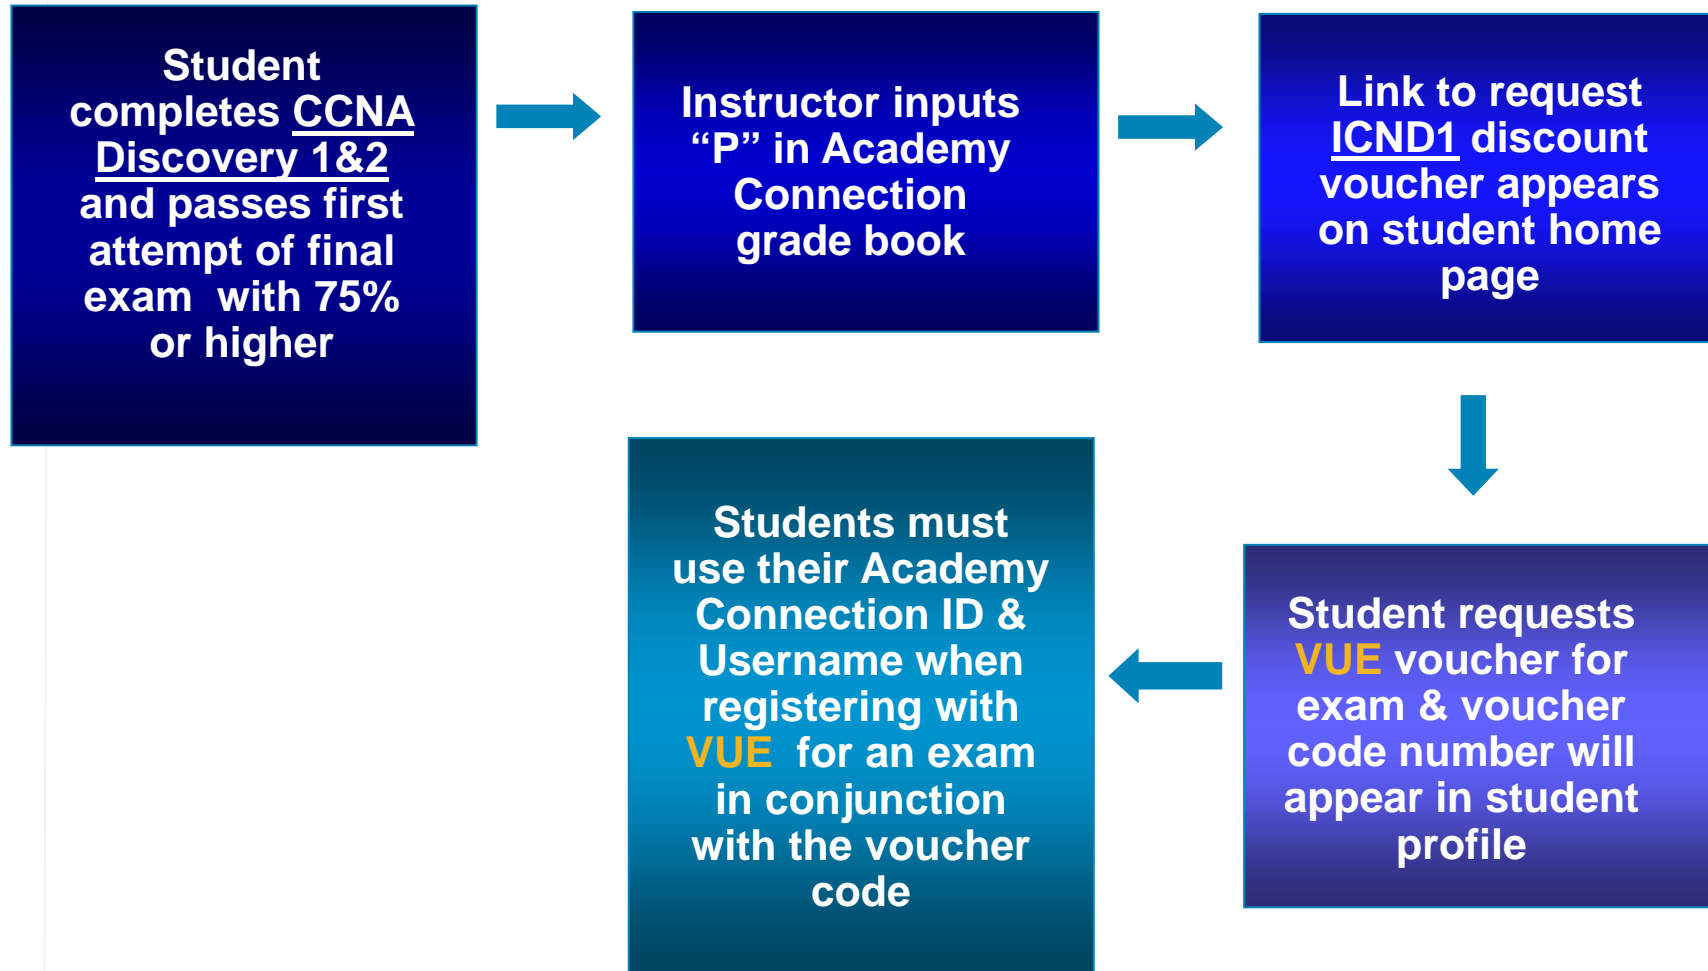 Student
completes CCNA
Discovery 1&2
and passes first
attempt of final
exam  with 75%
or higher
Instructor inputs
“P” in Academy
Connection
grade book
Link to request
ICND1 discount
voucher appears
on student home
page
Student requests
VUE voucher for
exam & voucher
code number will
appear in student
profile
Students must
use their Academy
Connection ID &
Username when
registering with
VUE  for an exam
in conjunction
with the voucher
code